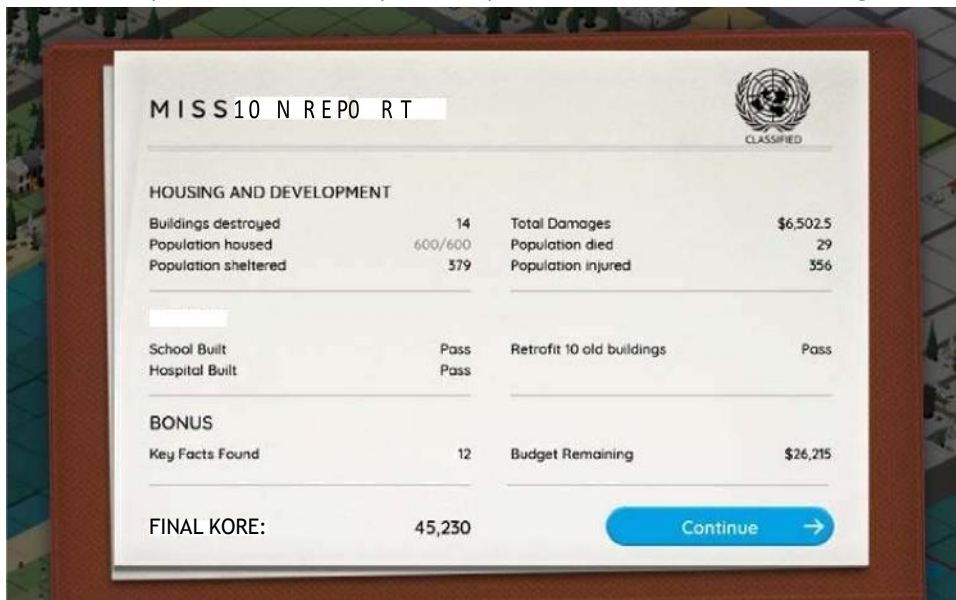 MISS10 N REPO RT
CLASSIFIED
HOUSING AND DEVELOPMENT
Buildings destroyed 14 Total Damages $6,502.5
Population housed 600/600 Population died 29
Population sheltered 379 Population injured 356
School Built Pass Retrofit 10 old buildings Pass
Hospital Built Pass
BONUS
Key Facts Found 12 Budget Remaining $26,215
FINAL KORE: 45,230 Continue